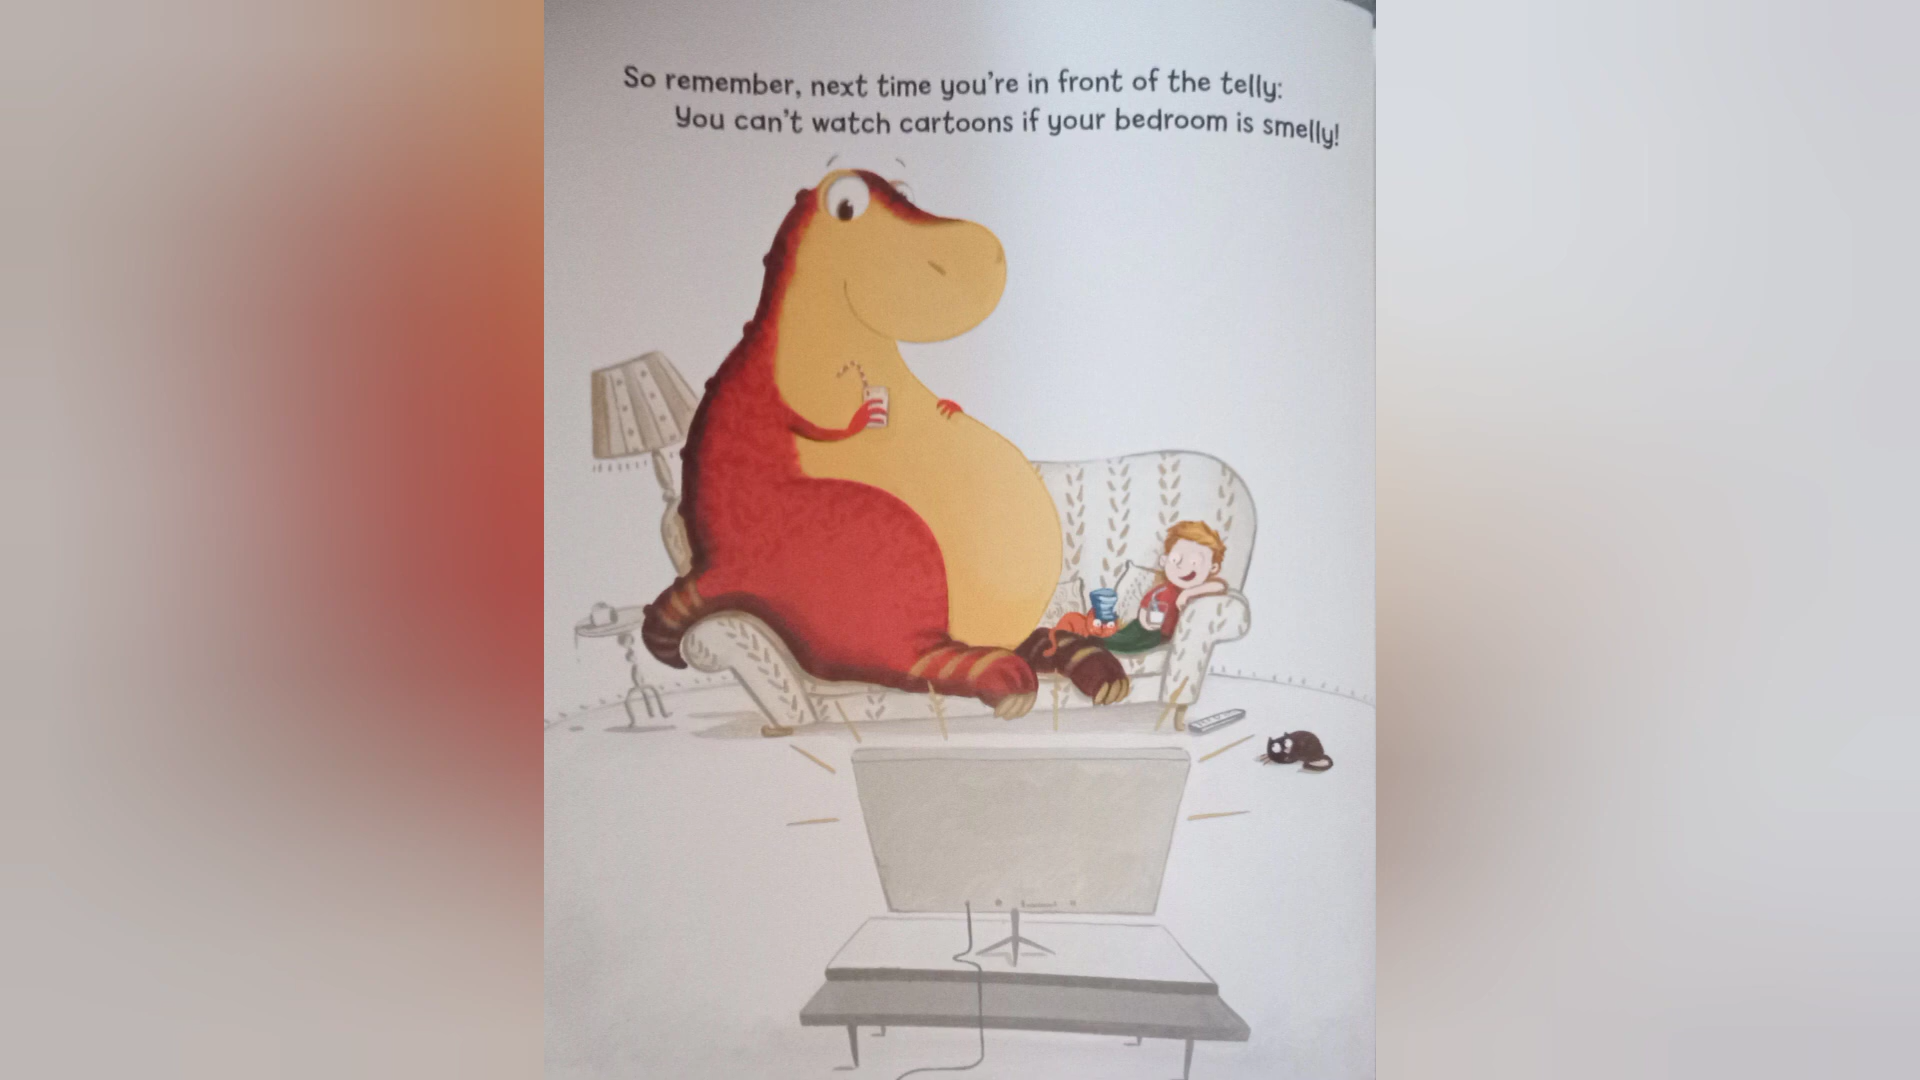 So remember, next time you're in front of the telly:
You can't watch cartoons if your bedroom is smelly!